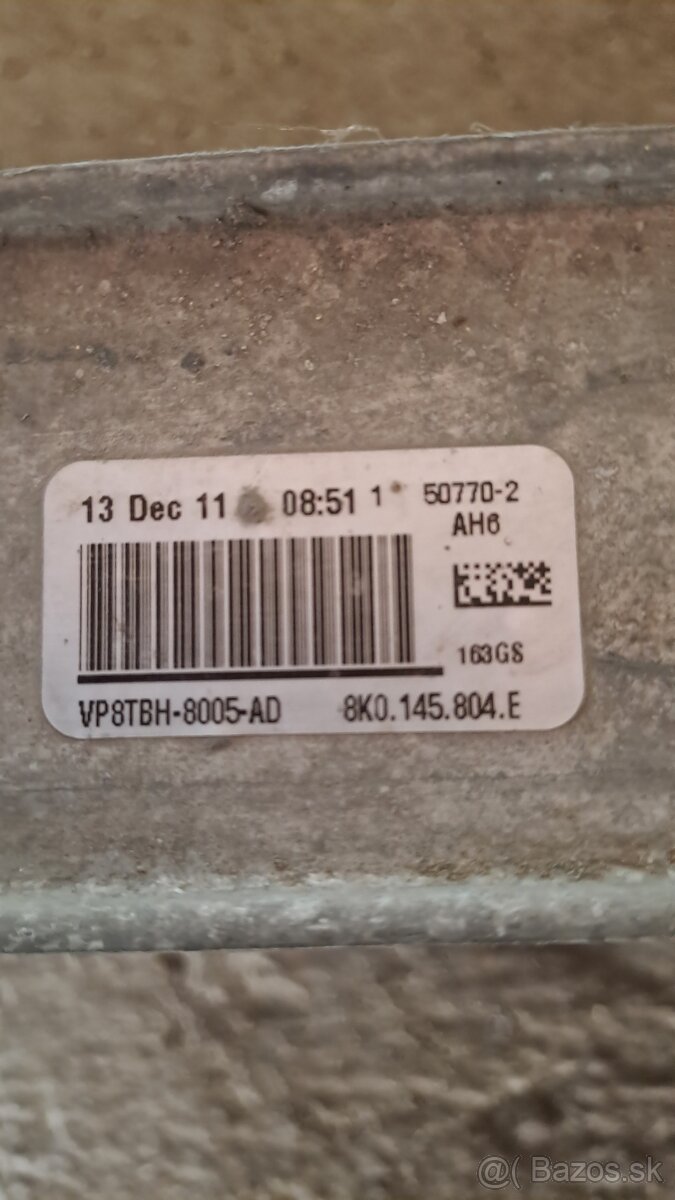 13 Dec 11 08:51 1
50770-2
AH6
163GS
VP8TBH-8005-AD 8K0.145.804.E
@( Bazos.sk